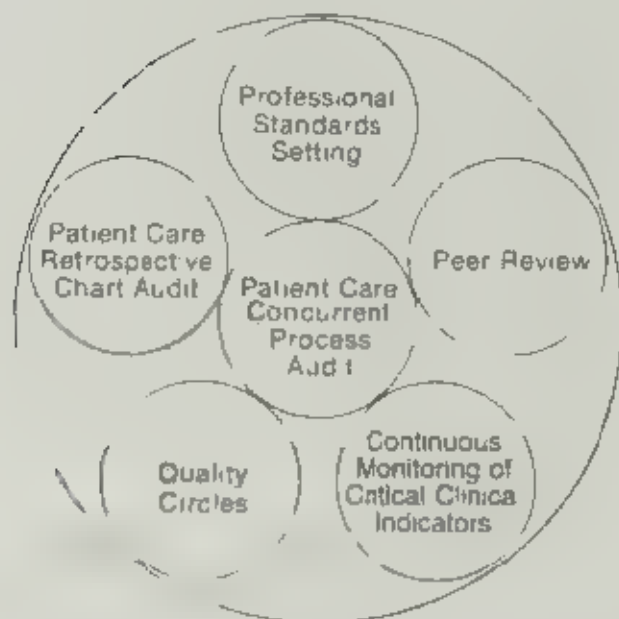 Professional
Standards
Setting
Patient Care
Retrospective
Chart Audit
Patient Care
Concurrent
Process
Audit
Peer Review
Quality
Circles
Continuous
Monitoring of
Critical Clinical
Indicators